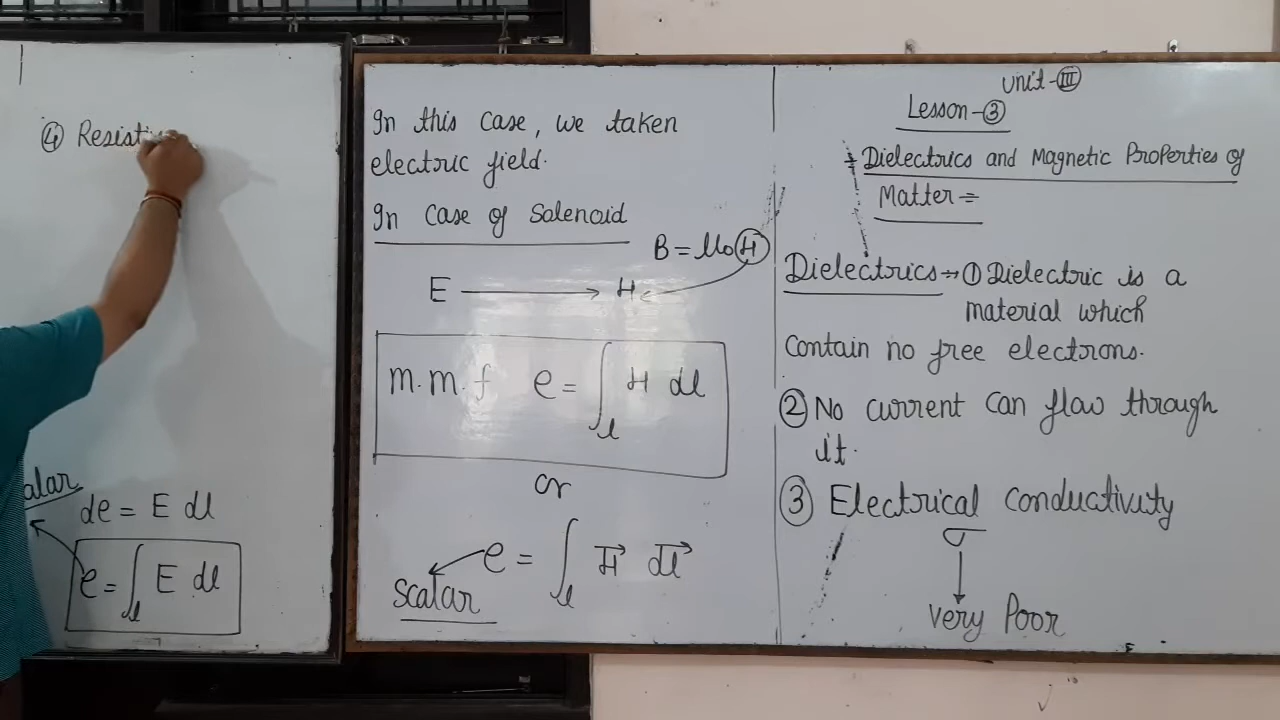 ④ Resisti
alar
de = E dl
e = ∫l E dl
In this Case, we taken
electric field.
In Case of Solenoid
B = μ₀ H
E → H
m.m.f e = ∫l H dl
or
e = ∫l H⃗ dl⃗
Scalar
Unit-III
Lesson-③
Dielectrics and Magnetic Properties of
Matter =
Dielectrics → ① Dielectric is a
material which
Contain no free electrons.
② No current can flow through
it.
③ Electrical conductivity
σ
↓
very Poor